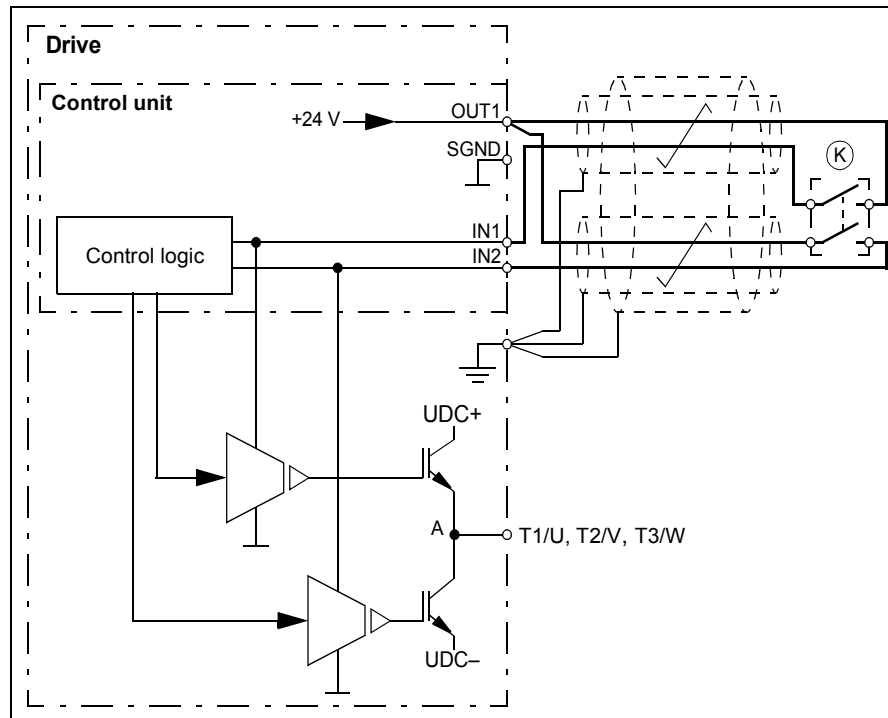 Drive
Control unit
+24 V
OUT1
SGND
K
IN1
Control logic
IN2
UDC+
A
T1/U, T2/V, T3/W
UDC–